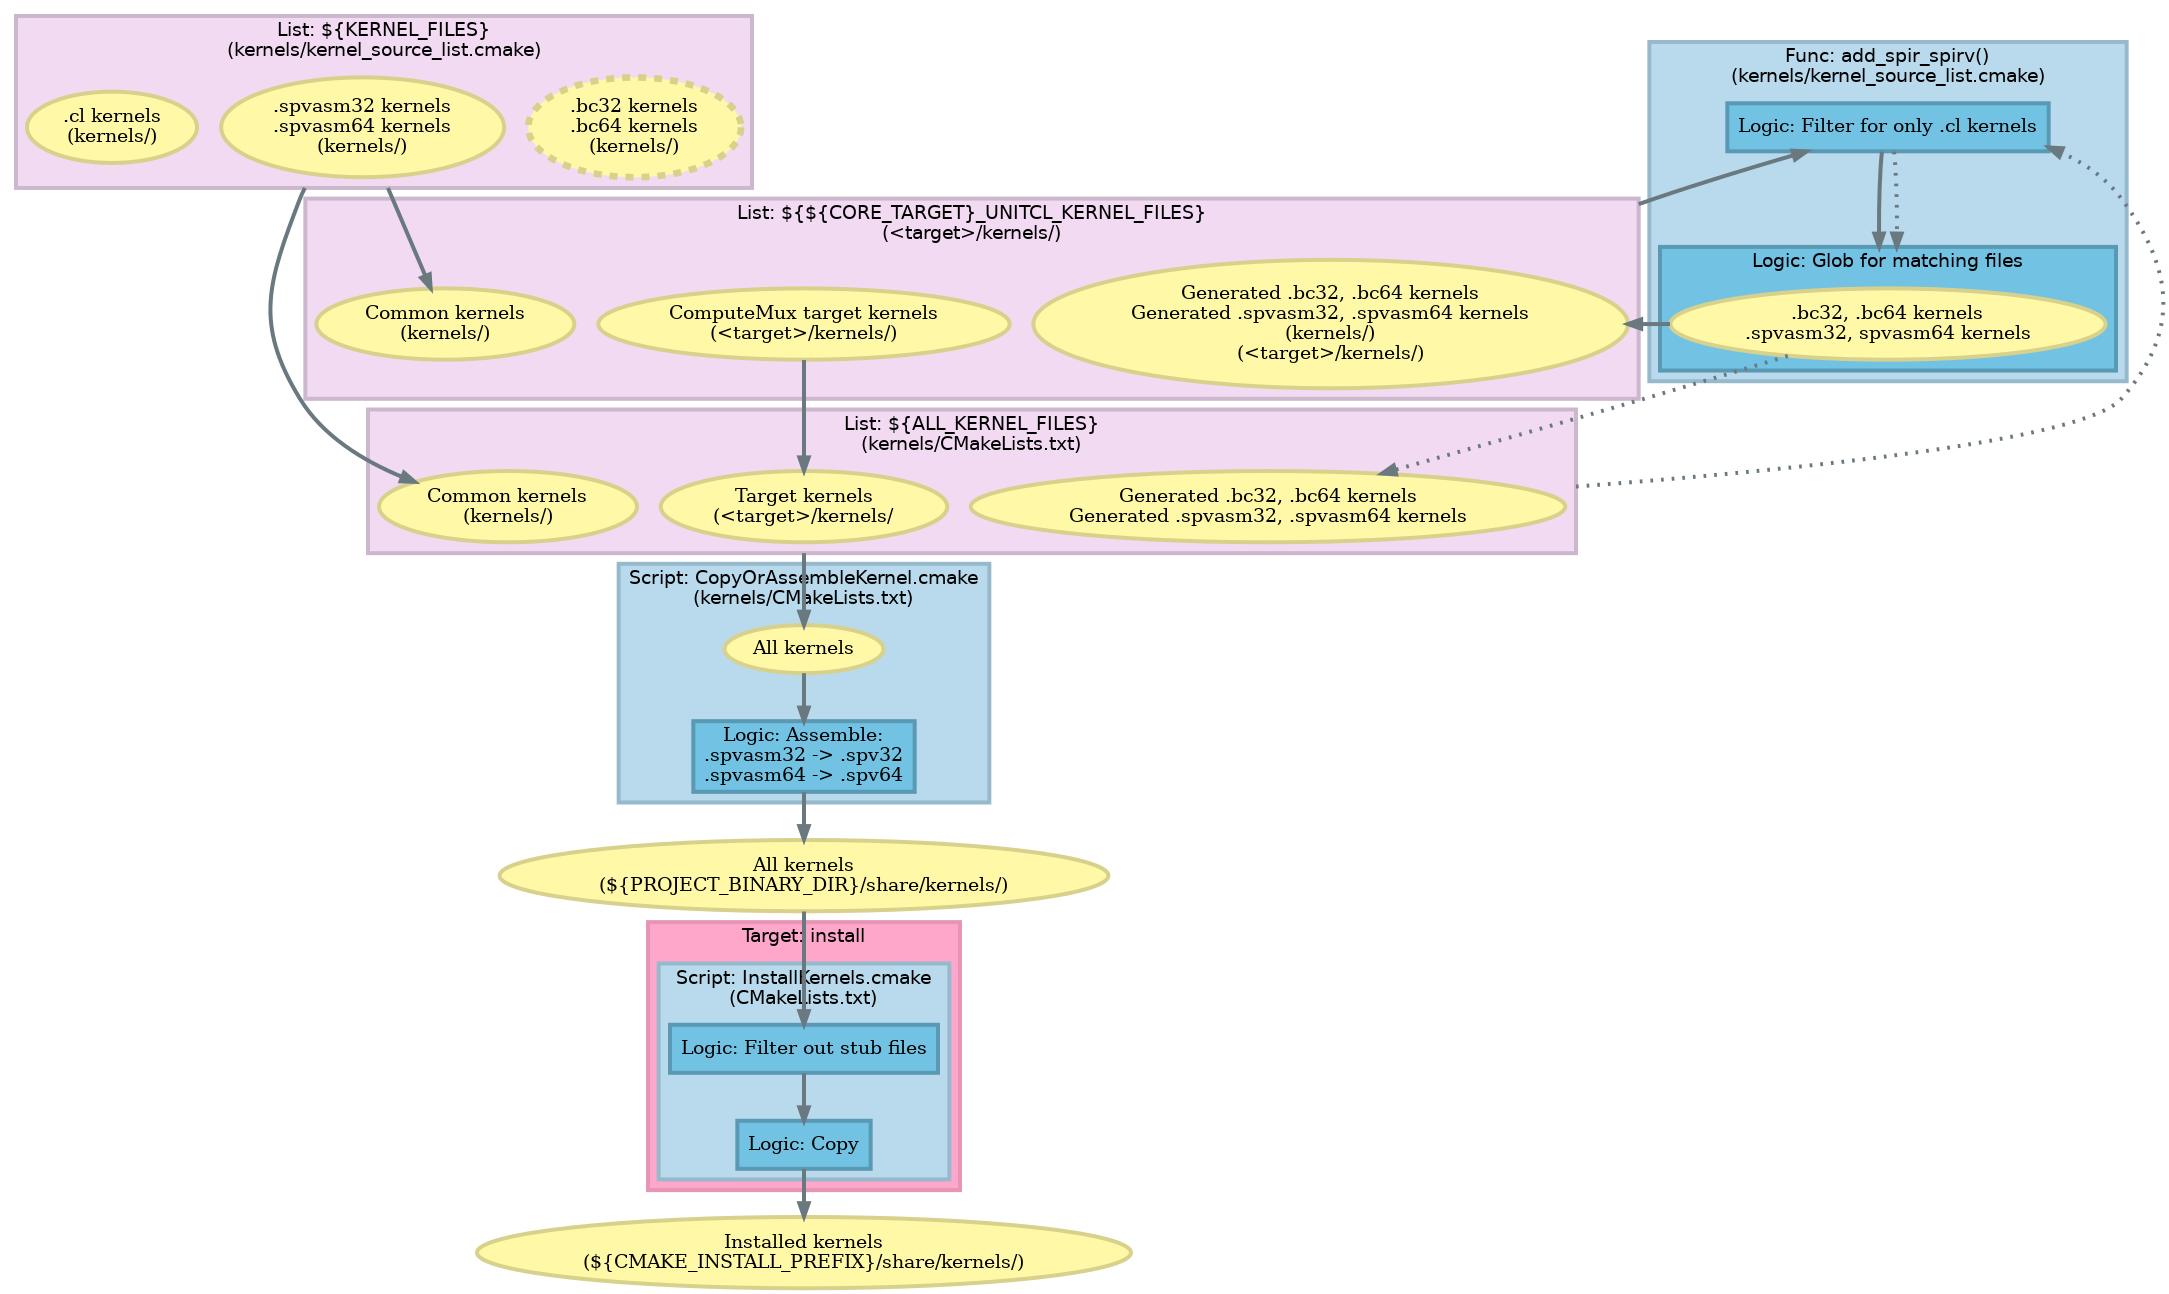 List: ${KERNEL_FILES}
(kernels/kernel_source_list.cmake)
.cl kernels
(kernels/)
.spvasm32 kernels
.spvasm64 kernels
(kernels/)
.bc32 kernels
.bc64 kernels
(kernels/)
Func: add_spir_spirv()
(kernels/kernel_source_list.cmake)
Logic: Filter for only .cl kernels
Logic: Glob for matching files
.bc32, .bc64 kernels
.spvasm32, spvasm64 kernels
List: ${${CORE_TARGET}_UNITCL_KERNEL_FILES}
(<target>/kernels/)
Common kernels
(kernels/)
ComputeMux target kernels
(<target>/kernels/)
Generated .bc32, .bc64 kernels
Generated .spvasm32, .spvasm64 kernels
(kernels/)
(<target>/kernels/)
List: ${ALL_KERNEL_FILES}
(kernels/CMakeLists.txt)
Common kernels
(kernels/)
Target kernels
(<target>/kernels/
Generated .bc32, .bc64 kernels
Generated .spvasm32, .spvasm64 kernels
Script: CopyOrAssembleKernel.cmake
(kernels/CMakeLists.txt)
All kernels
Logic: Assemble:
.spvasm32 -> .spv32
.spvasm64 -> .spv64
All kernels
(${PROJECT_BINARY_DIR}/share/kernels/)
Target: install
Script: InstallKernels.cmake
(CMakeLists.txt)
Logic: Filter out stub files
Logic: Copy
Installed kernels
(${CMAKE_INSTALL_PREFIX}/share/kernels/)